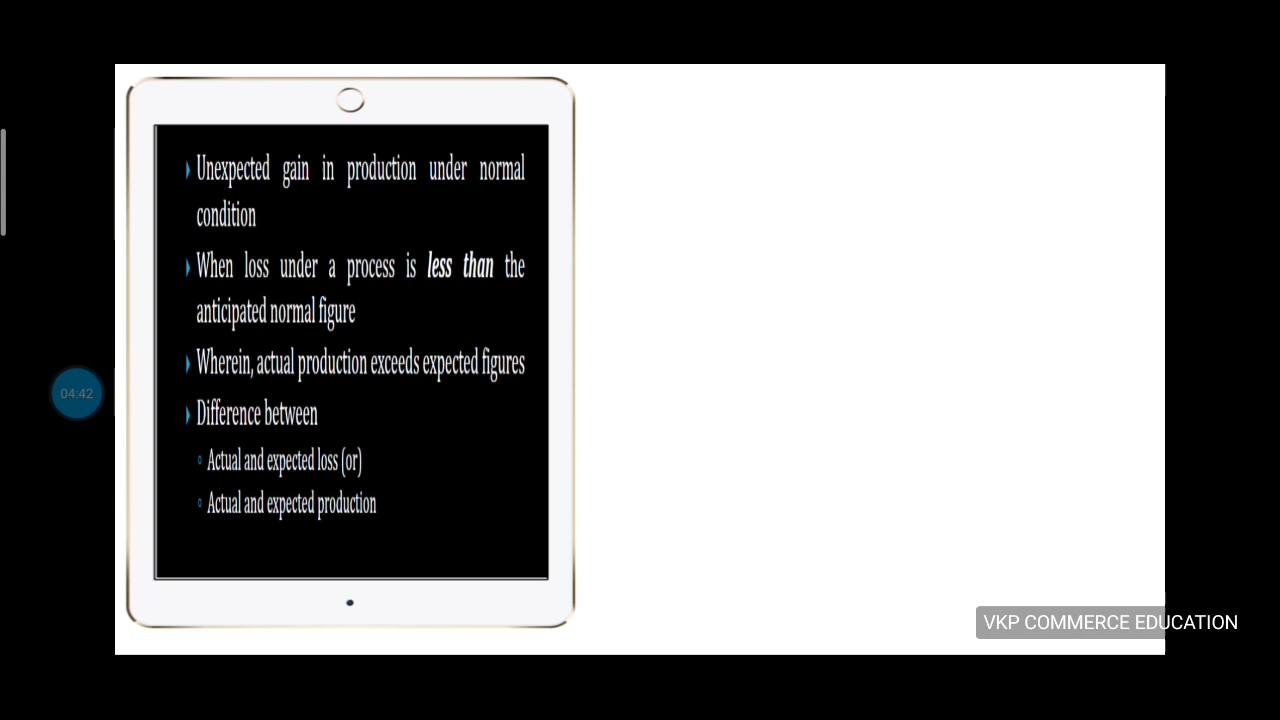 Unexpected gain in production under normal
condition
When loss under a process is less than the
anticipated normal figure
Wherein, actual production exceeds expected figures
Difference between
Actual and expected loss (or)
Actual and expected production
04:42
VKP COMMERCE EDUCATION